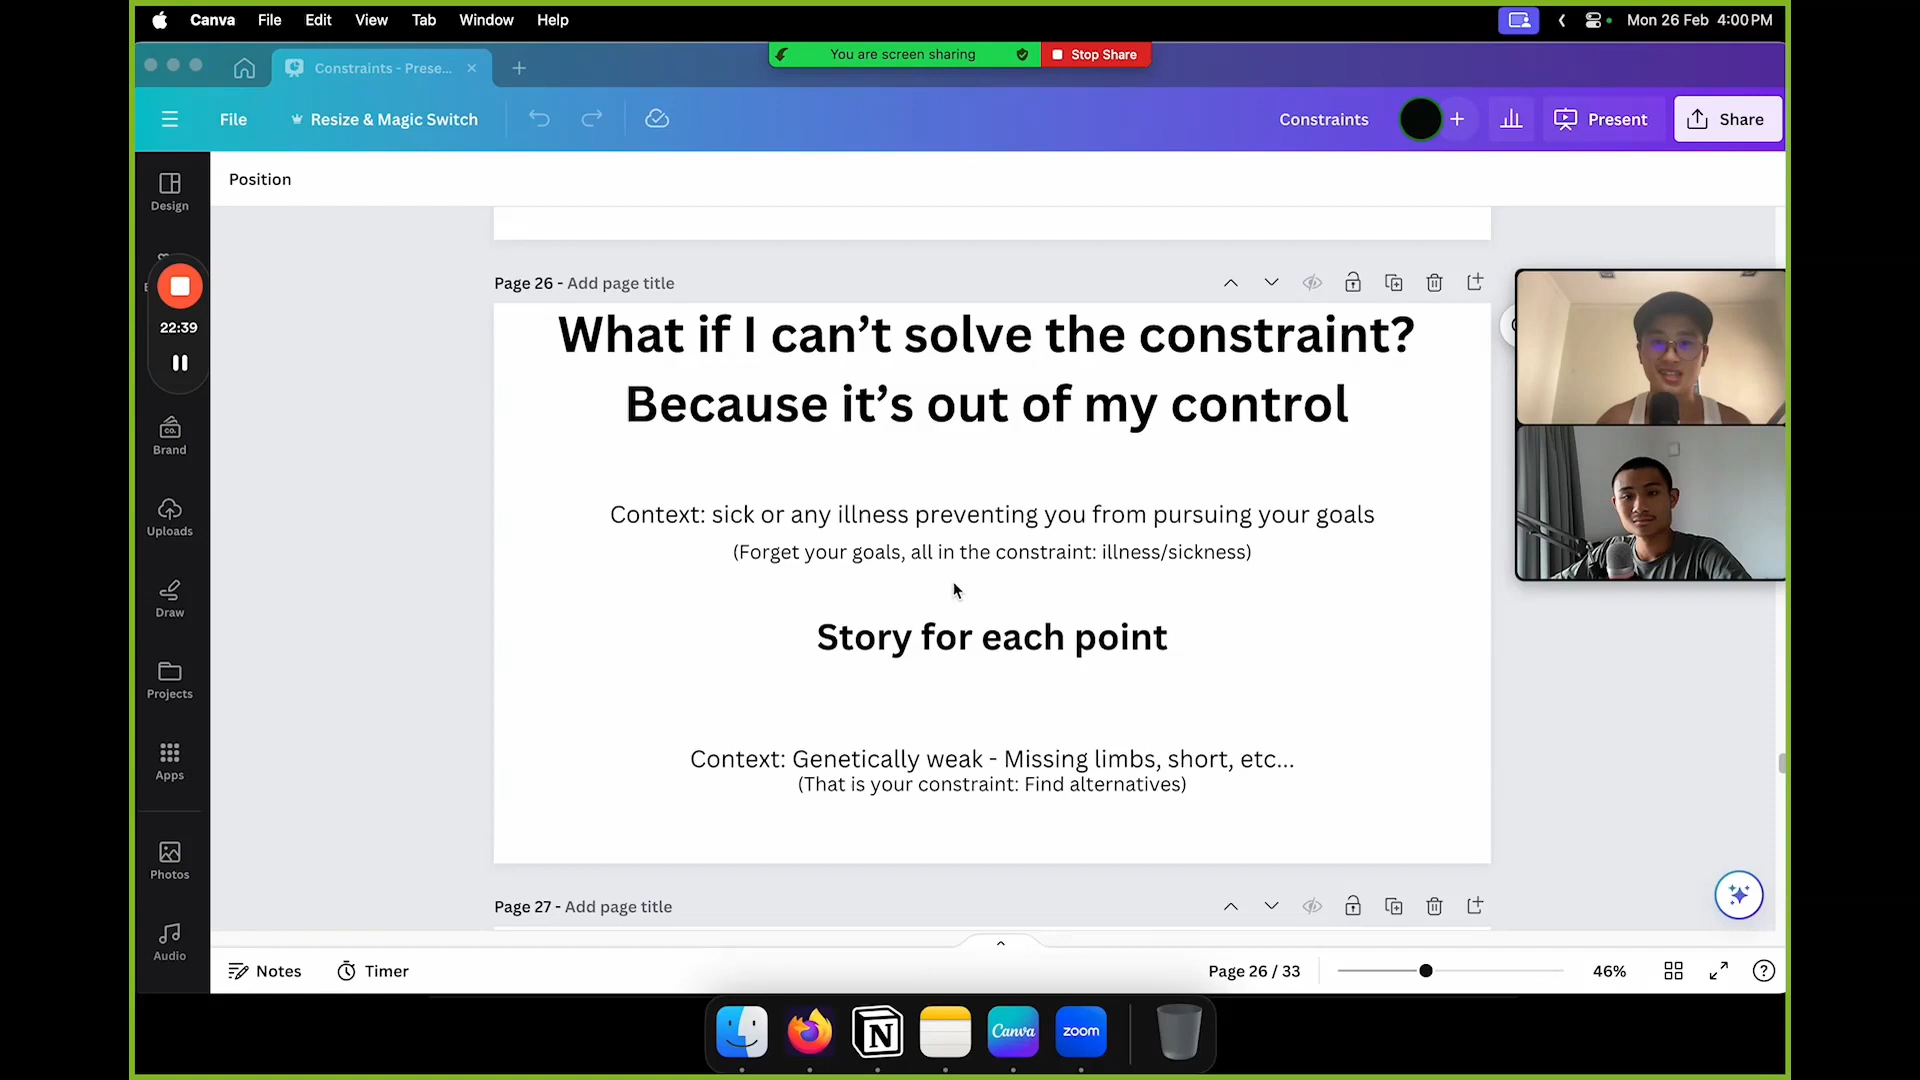 Canva File Edit View Tab Window Help
Mon 26 Feb 4:00 PM
Constraints - Prese...
You are screen sharing
Stop Share
File
Resize & Magic Switch
Constraints
Present
Share
Position
Design
22:39
Brand
Uploads
Draw
Projects
Apps
Photos
Audio
Page 26 - Add page title
What if I can’t solve the constraint?
Because it’s out of my control
Context: sick or any illness preventing you from pursuing your goals
(Forget your goals, all in the constraint: illness/sickness)
Story for each point
Context: Genetically weak - Missing limbs, short, etc...
(That is your constraint: Find alternatives)
Page 27 - Add page title
Notes
Timer
Page 26 / 33
46%
Canva
zoom